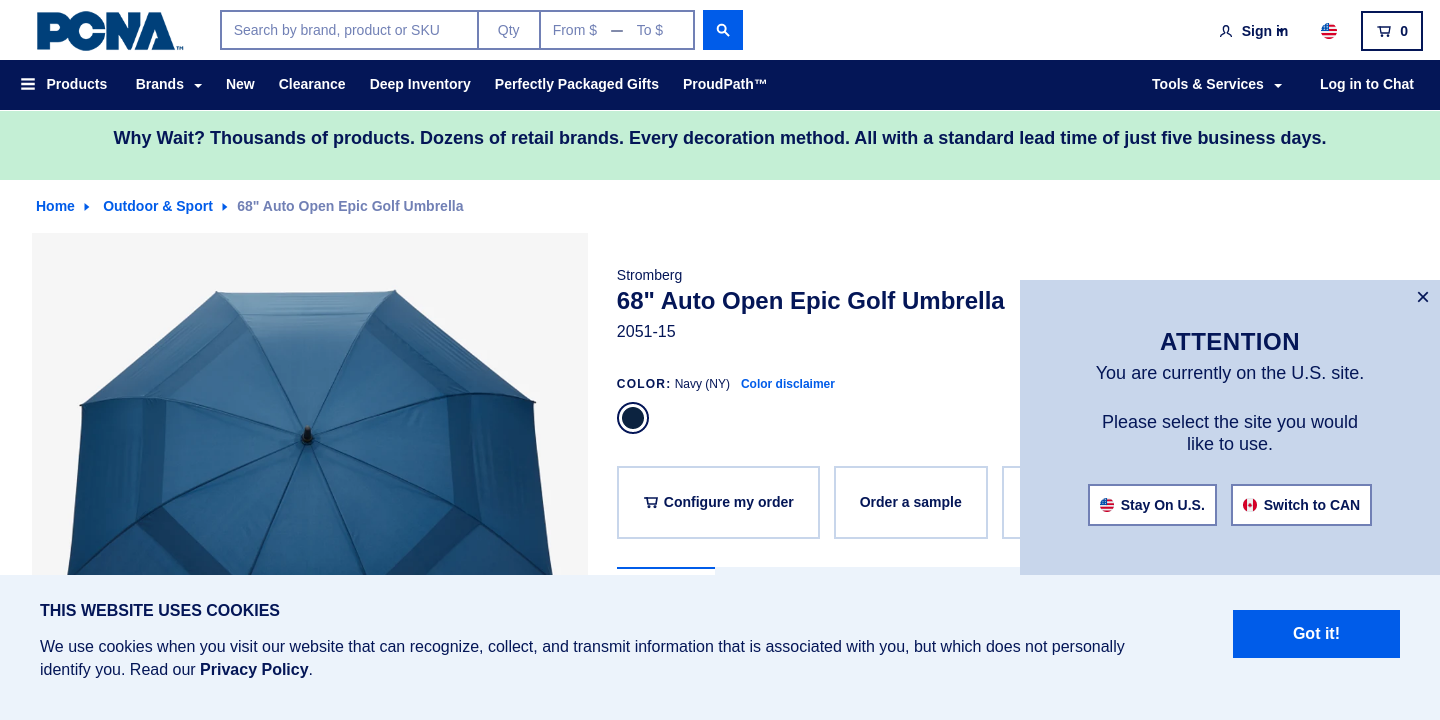 PCNA™
Search by brand, product or SKU
Qty
From $ — To $
Sign in
0
Products
Brands
New
Clearance
Deep Inventory
Perfectly Packaged Gifts
ProudPath™
Tools & Services
Log in to Chat
Why Wait? Thousands of products. Dozens of retail brands. Every decoration method. All with a standard lead time of just five business days.
Home
Outdoor & Sport
68" Auto Open Epic Golf Umbrella
Stromberg
68" Auto Open Epic Golf Umbrella
2051-15
COLOR: Navy (NY) Color disclaimer
Configure my order
Order a sample
×
ATTENTION
You are currently on the U.S. site.
Please select the site you would
like to use.
Stay On U.S.
Switch to CAN
THIS WEBSITE USES COOKIES
We use cookies when you visit our website that can recognize, collect, and transmit information that is associated with you, but which does not personally
identify you. Read our Privacy Policy.
Got it!